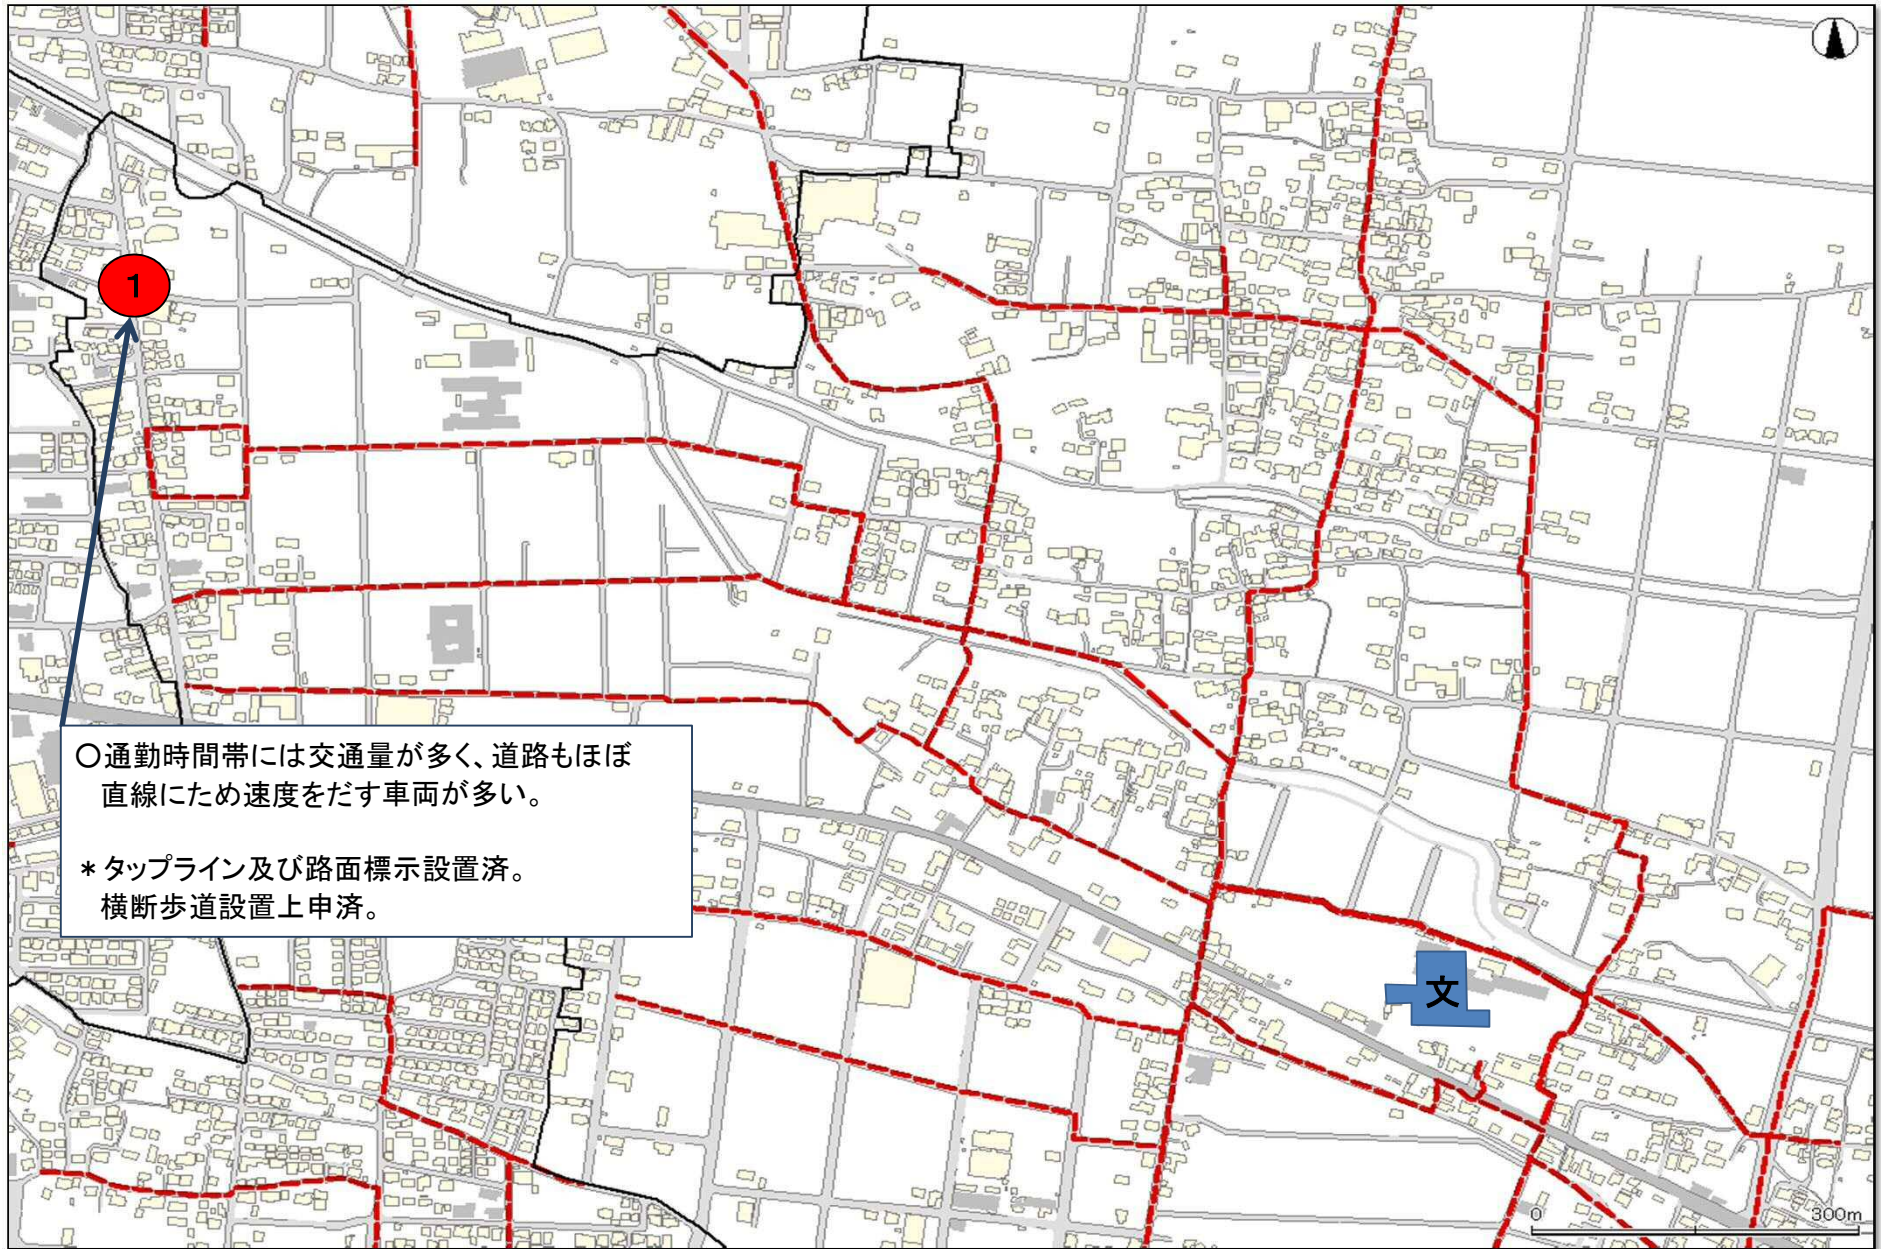 1
○通勤時間帯には交通量が多く、道路もほぼ
直線にため速度をだす車両が多い。
*タップライン及び路面標示設置済。
横断歩道設置上申済。
文
0 300m